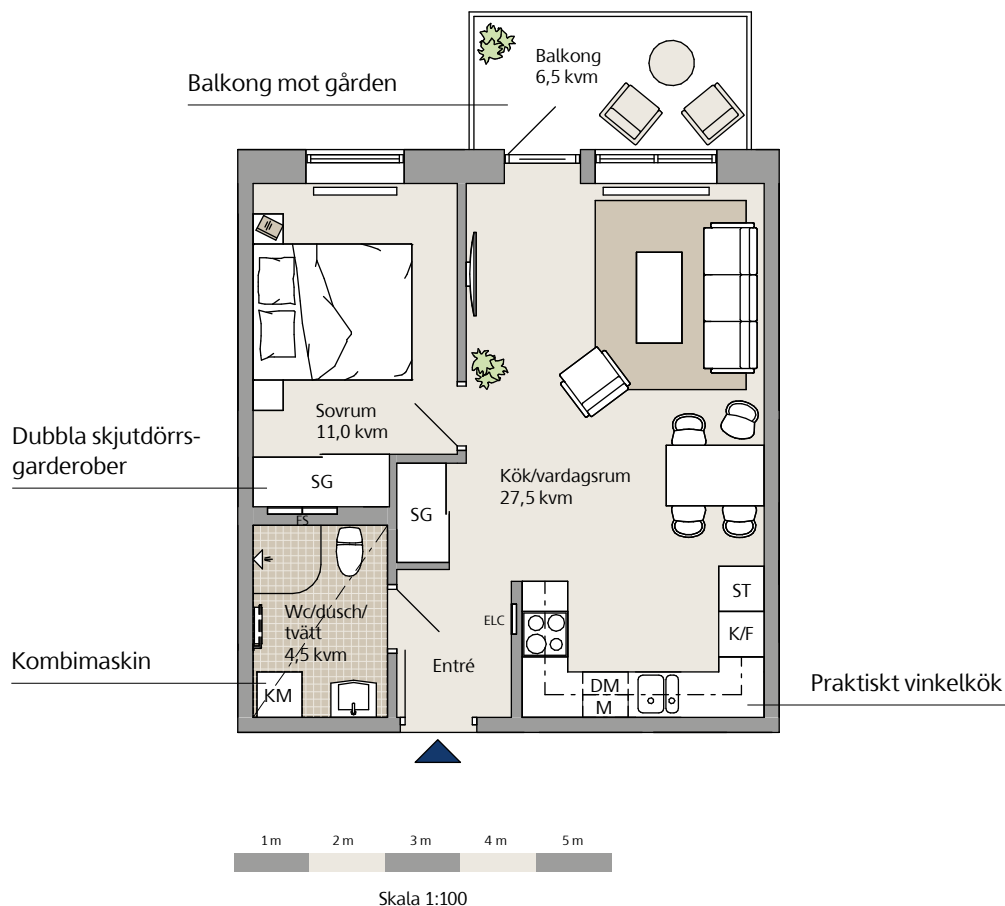 Balkong
6,5 kvm
Balkong mot gården
Sovrum
11,0 kvm
Dubbla skjutdörrs-
garderober
SG
Kök/vardagsrum
27,5 kvm
SG
FS
ST
Wc/dusch/
tvätt
4,5 kvm
ELC
K/F
Entré
Kombimaskin
KM
DM
M
Praktiskt vinkelkök
1 m 2 m 3 m 4 m 5 m
Skala 1:100